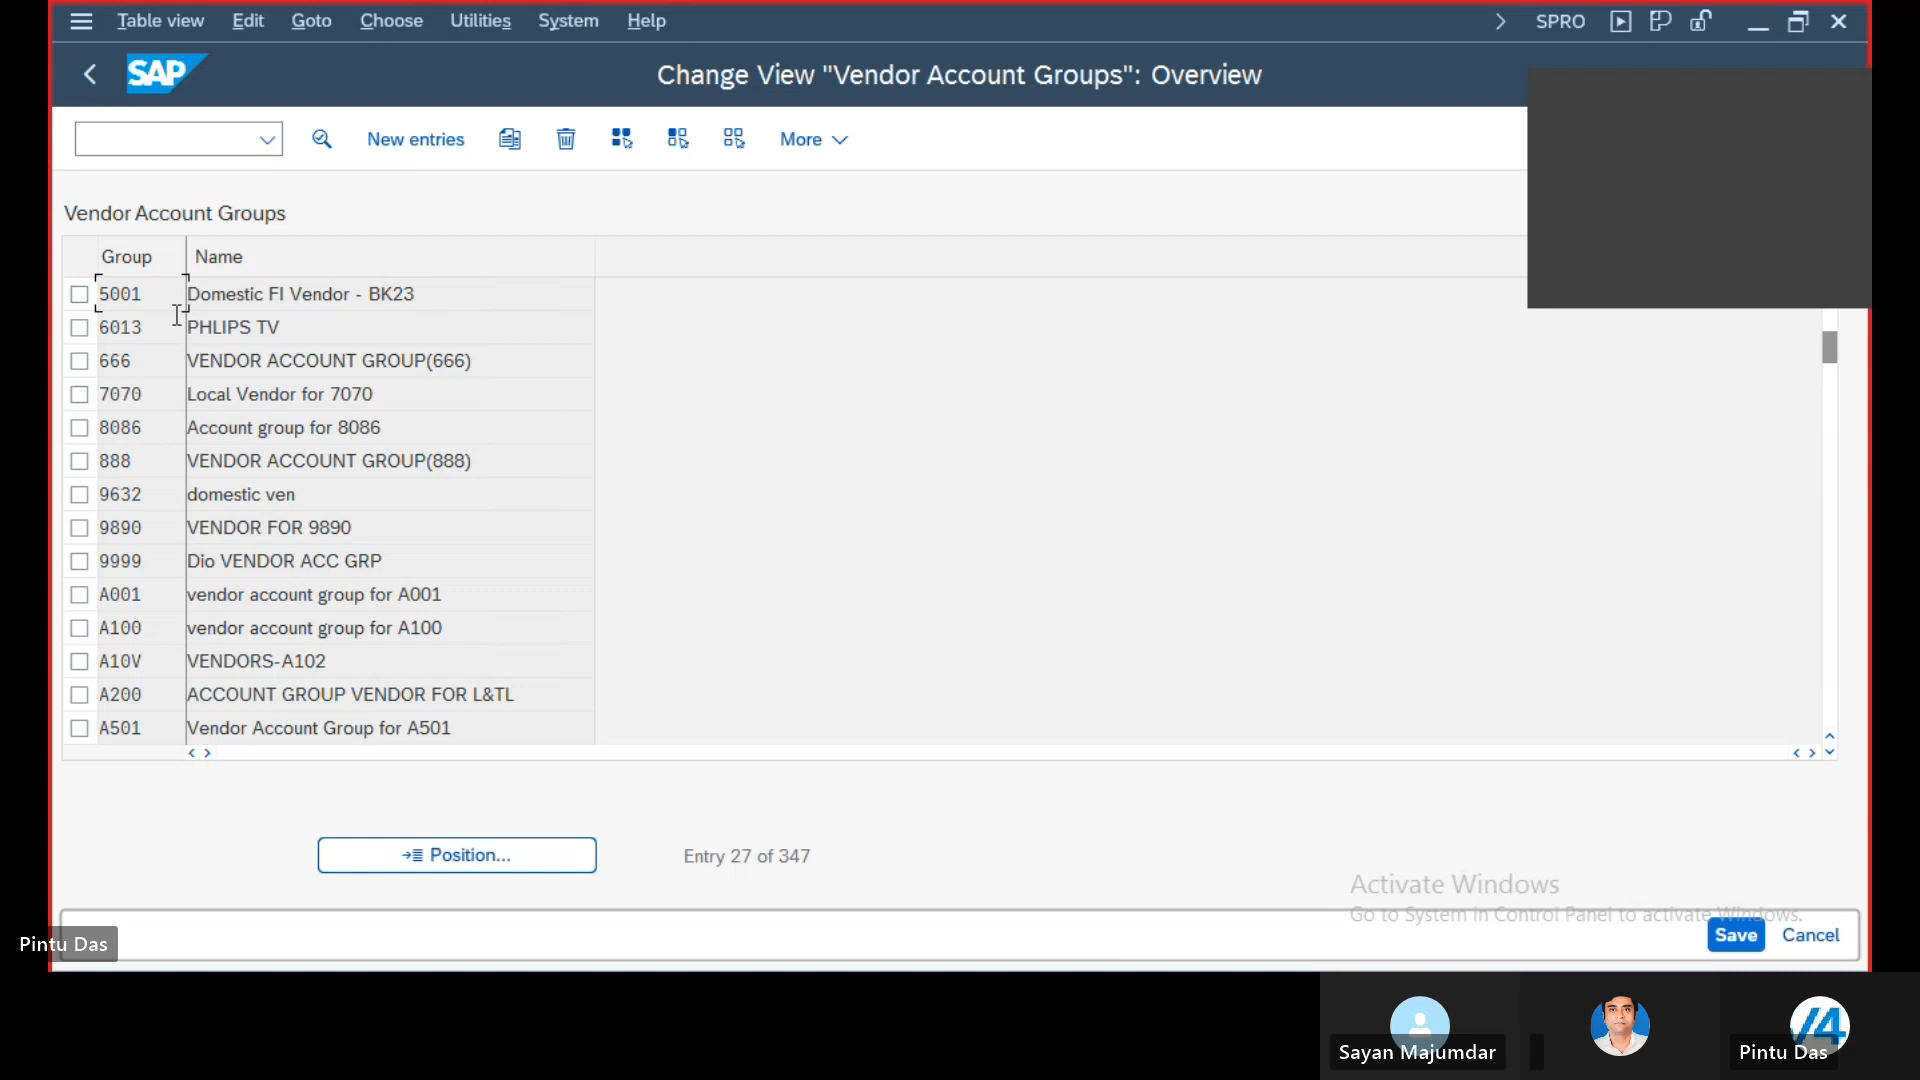 Table view Edit Goto Choose Utilities System Help SPRO
SAP Change View "Vendor Account Groups": Overview
New entries More
Vendor Account Groups
Group Name
5001 Domestic FI Vendor - BK23
6013 PHLIPS TV
666 VENDOR ACCOUNT GROUP(666)
7070 Local Vendor for 7070
8086 Account group for 8086
888 VENDOR ACCOUNT GROUP(888)
9632 domestic ven
9890 VENDOR FOR 9890
9999 Dio VENDOR ACC GRP
A001 vendor account group for A001
A100 vendor account group for A100
A10V VENDORS-A102
A200 ACCOUNT GROUP VENDOR FOR L&TL
A501 Vendor Account Group for A501
Position... Entry 27 of 347
Activate Windows
Go to System in Control Panel to activate Windows.
Save Cancel
Pintu Das
Sayan Majumdar Pintu Das